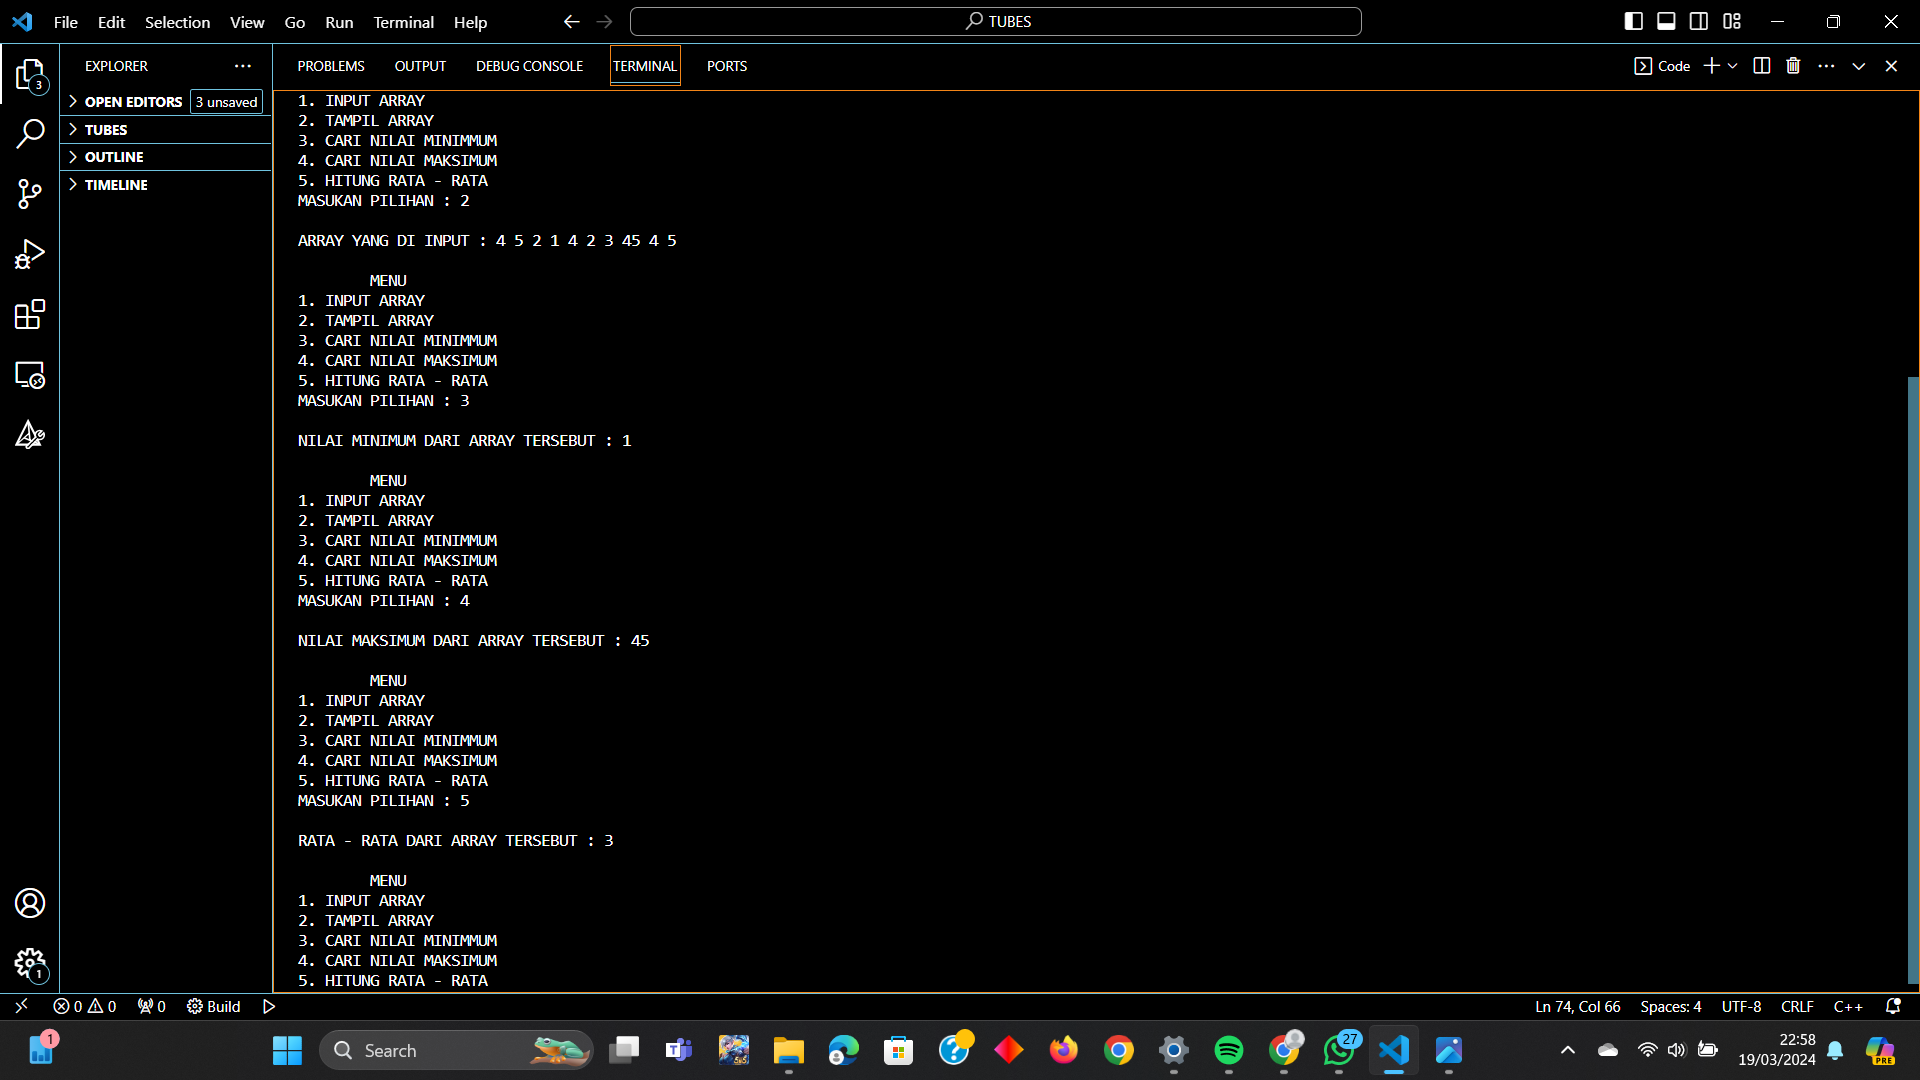 File Edit Selection View Go Run Terminal Help TUBES
EXPLORER
3
OPEN EDITORS 3 unsaved
TUBES
OUTLINE
TIMELINE
PROBLEMS OUTPUT DEBUG CONSOLE TERMINAL PORTS Code
1. INPUT ARRAY
2. TAMPIL ARRAY
3. CARI NILAI MINIMMUM
4. CARI NILAI MAKSIMUM
5. HITUNG RATA - RATA
MASUKAN PILIHAN : 2
ARRAY YANG DI INPUT : 4 5 2 1 4 2 3 45 4 5
MENU
1. INPUT ARRAY
2. TAMPIL ARRAY
3. CARI NILAI MINIMMUM
4. CARI NILAI MAKSIMUM
5. HITUNG RATA - RATA
MASUKAN PILIHAN : 3
NILAI MINIMUM DARI ARRAY TERSEBUT : 1
MENU
1. INPUT ARRAY
2. TAMPIL ARRAY
3. CARI NILAI MINIMMUM
4. CARI NILAI MAKSIMUM
5. HITUNG RATA - RATA
MASUKAN PILIHAN : 4
NILAI MAKSIMUM DARI ARRAY TERSEBUT : 45
MENU
1. INPUT ARRAY
2. TAMPIL ARRAY
3. CARI NILAI MINIMMUM
4. CARI NILAI MAKSIMUM
5. HITUNG RATA - RATA
MASUKAN PILIHAN : 5
RATA - RATA DARI ARRAY TERSEBUT : 3
MENU
1. INPUT ARRAY
2. TAMPIL ARRAY
3. CARI NILAI MINIMMUM
4. CARI NILAI MAKSIMUM
5. HITUNG RATA - RATA
1
0 0 0 Build Ln 74, Col 66 Spaces: 4 UTF-8 CRLF C++
1 Search 27 22:58
19/03/2024 PRE